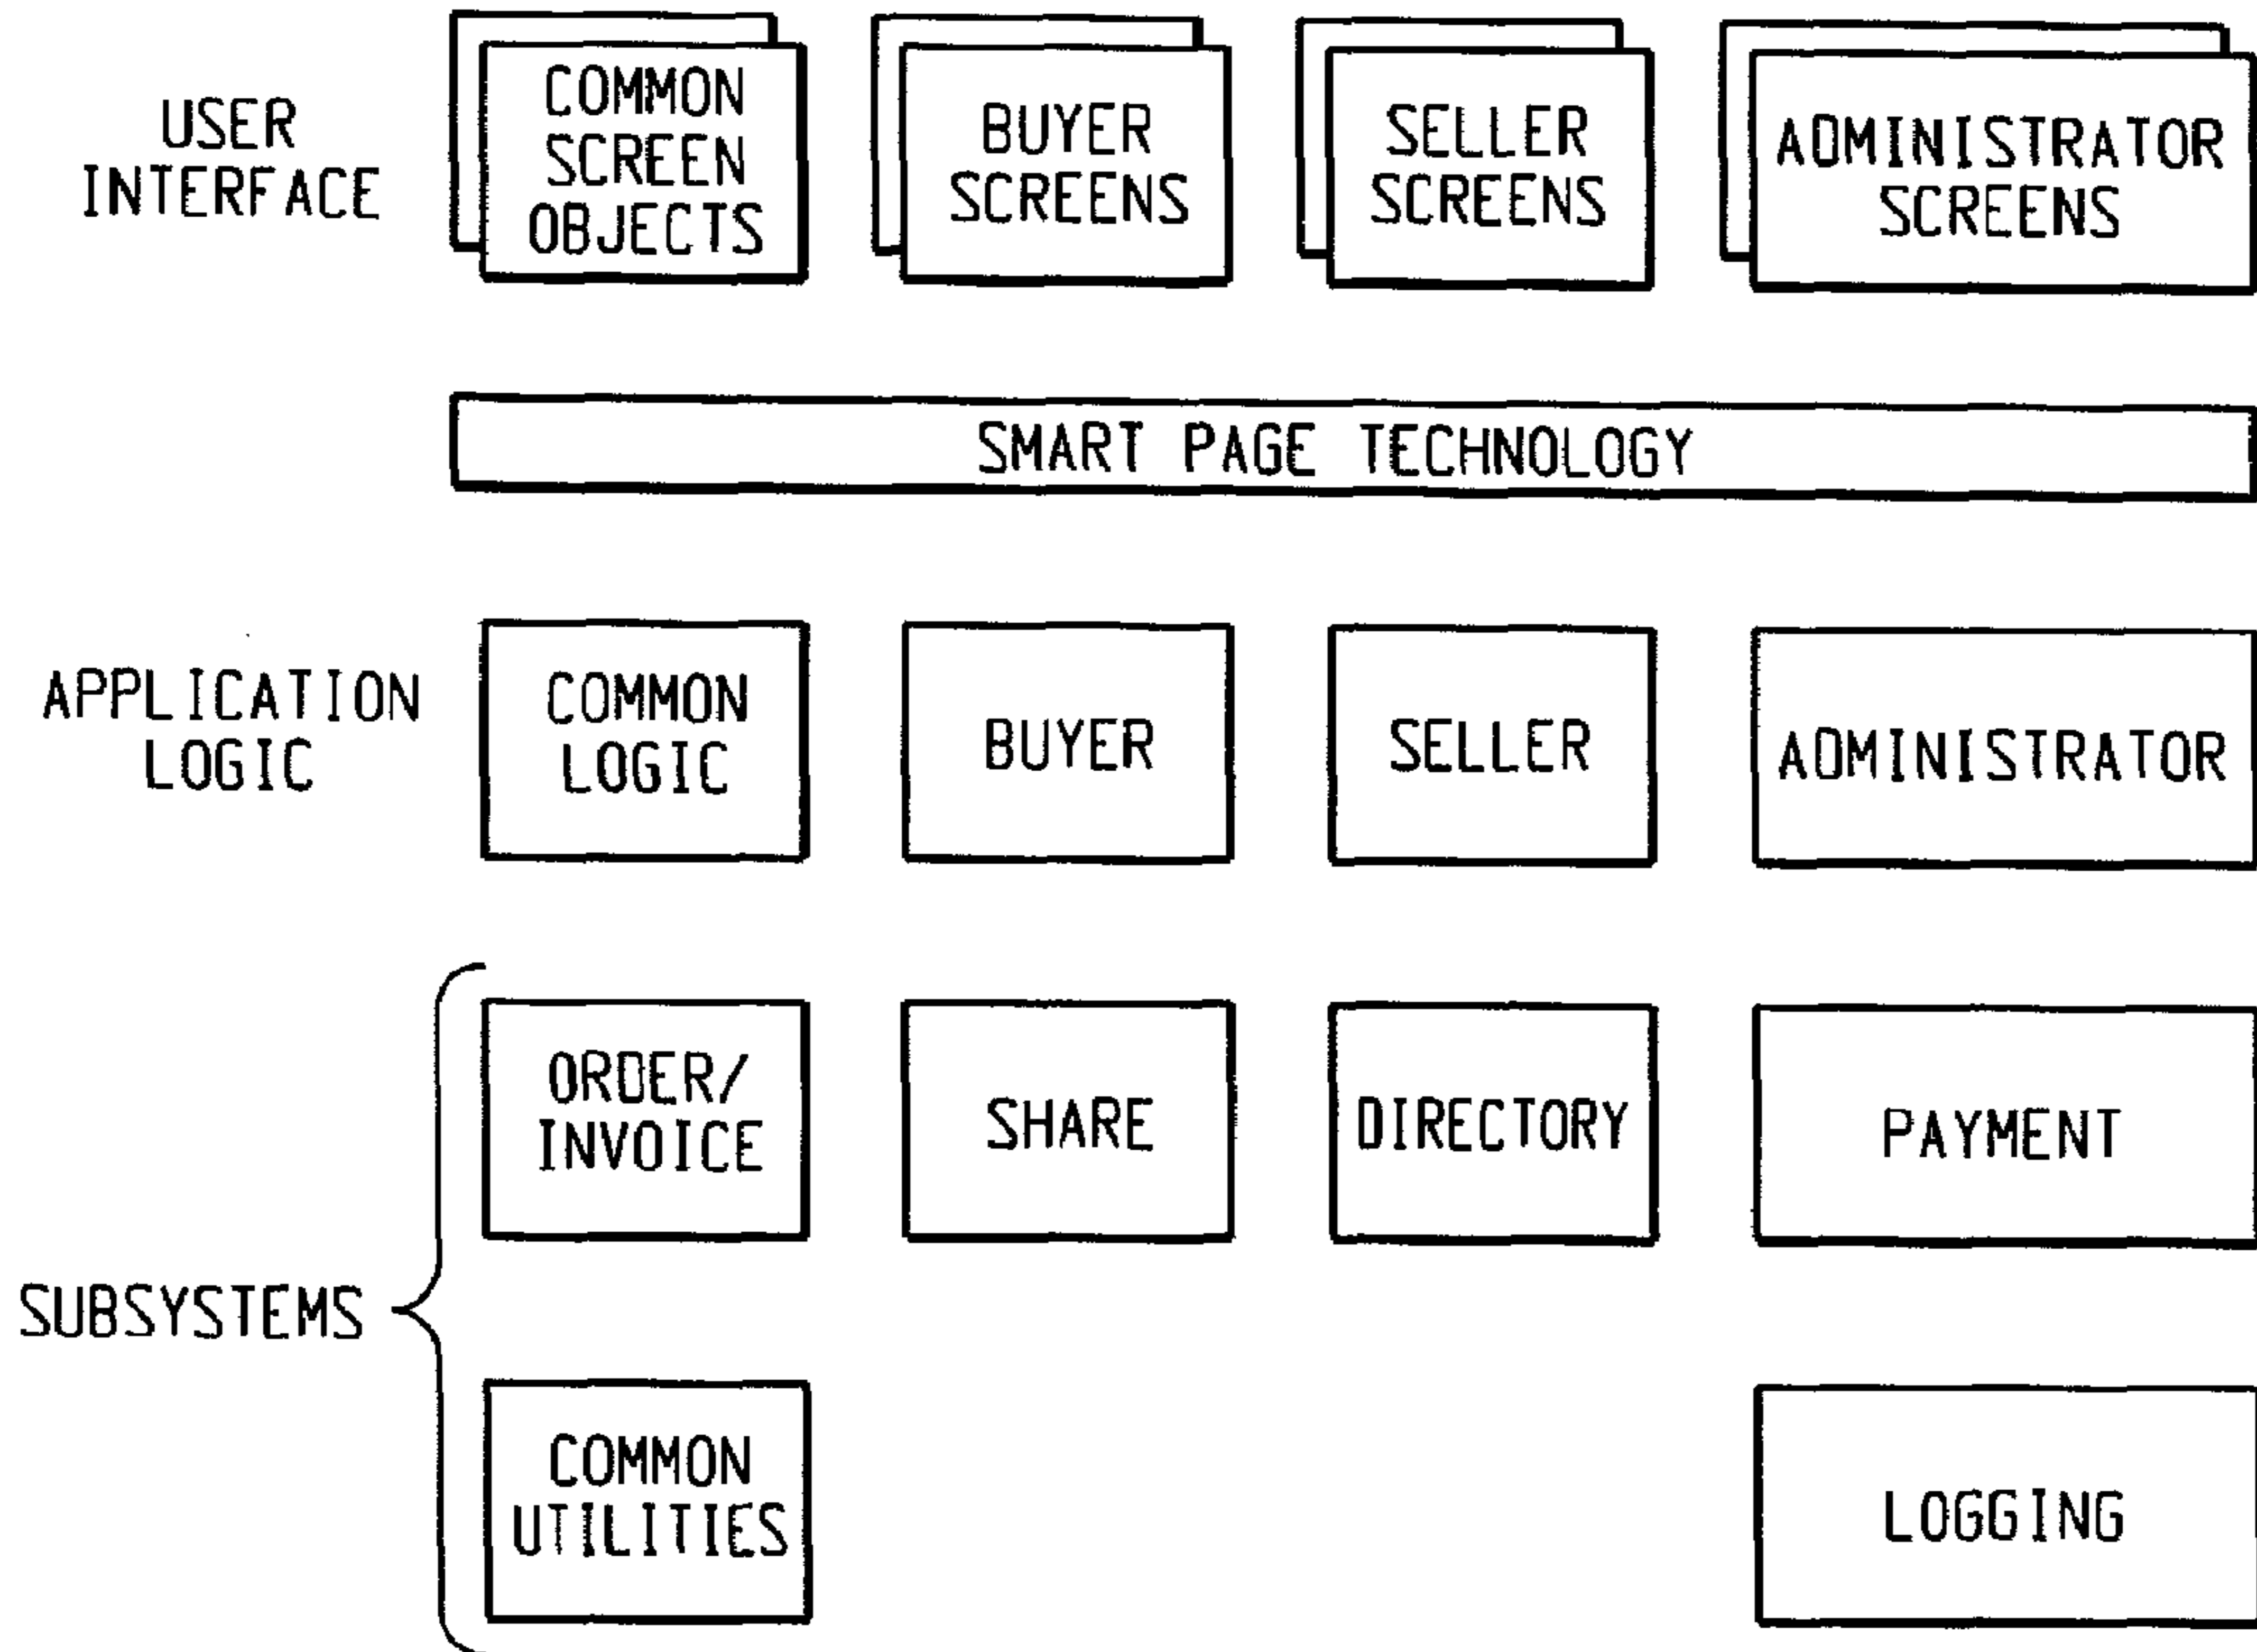 USER
INTERFACE
COMMON
SCREEN
OBJECTS
BUYER
SCREENS
SELLER
SCREENS
ADMINISTRATOR
SCREENS
SMART PAGE TECHNOLOGY
APPLICATION
LOGIC
COMMON
LOGIC
BUYER
SELLER
ADMINISTRATOR
SUBSYSTEMS
ORDER/
INVOICE
SHARE
DIRECTORY
PAYMENT
COMMON
UTILITIES
LOGGING